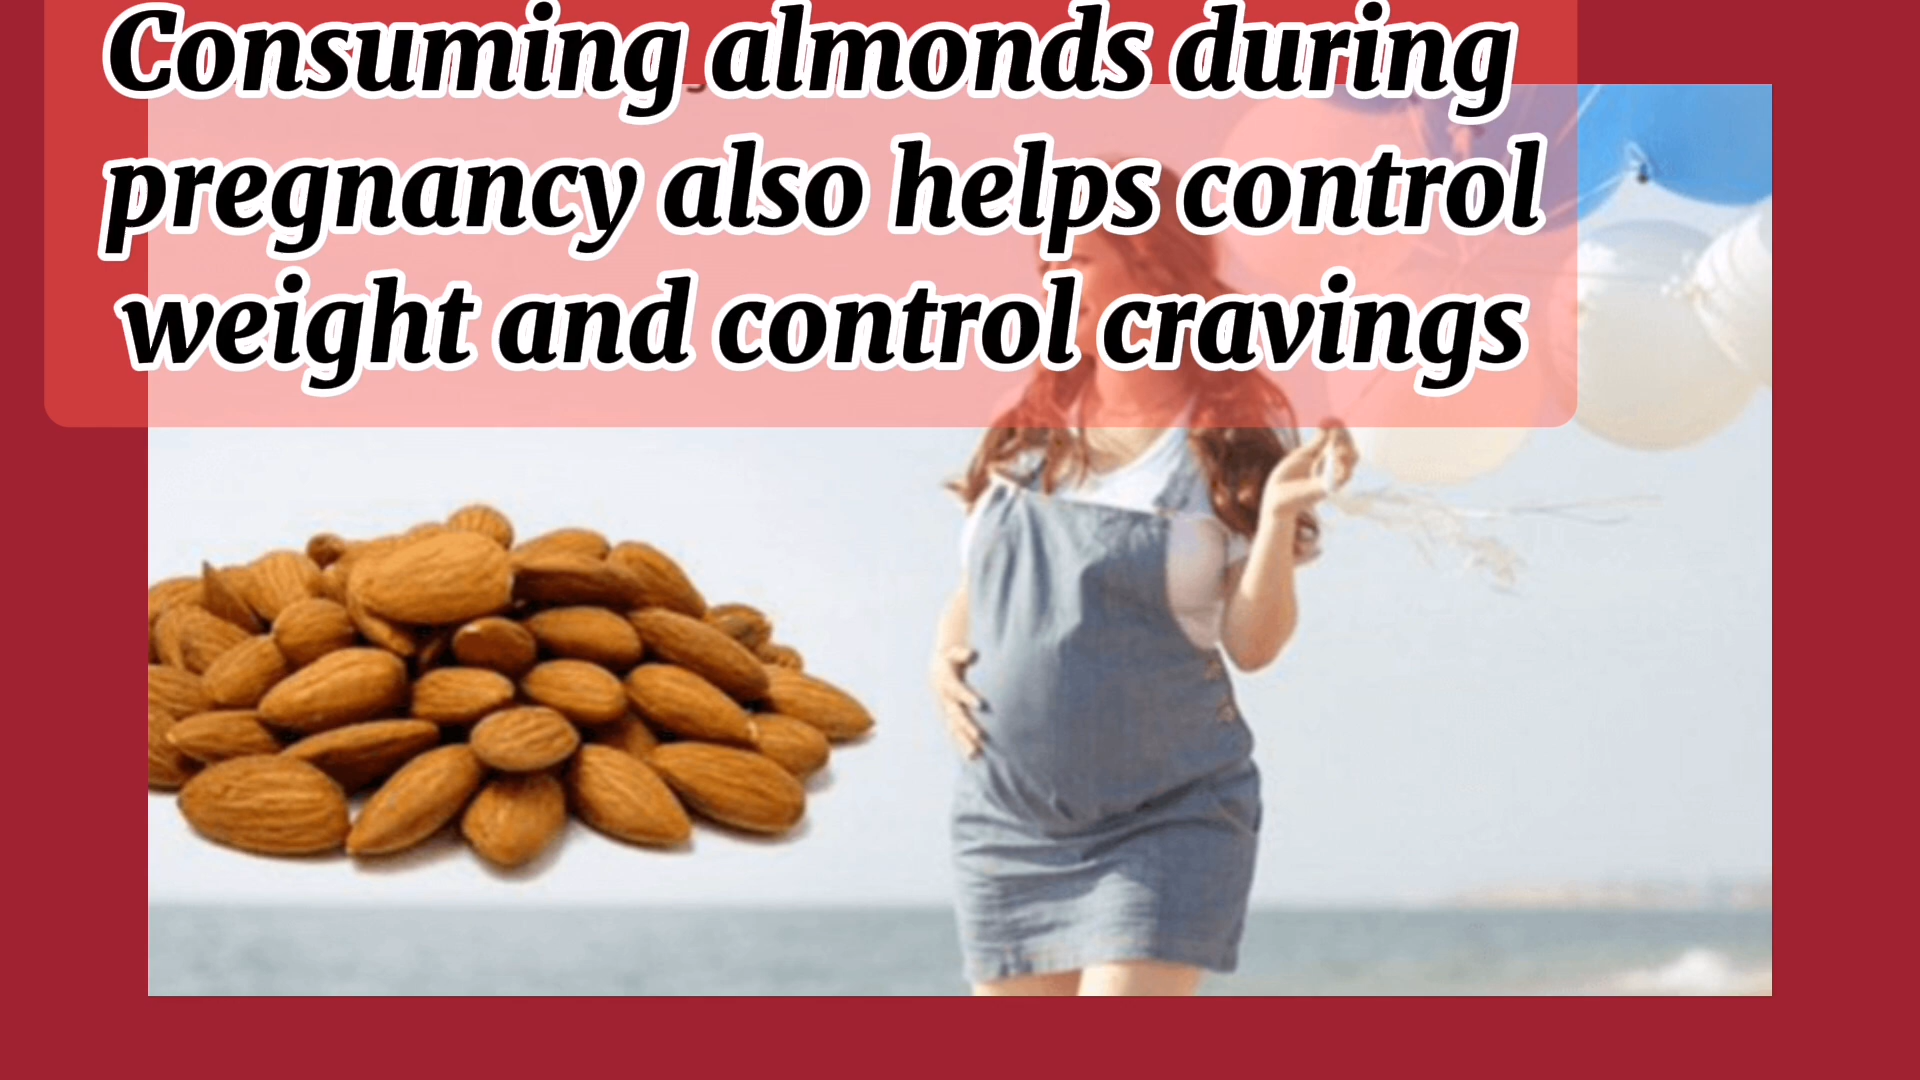 Consuming almonds during
pregnancy also helps control
weight and control cravings